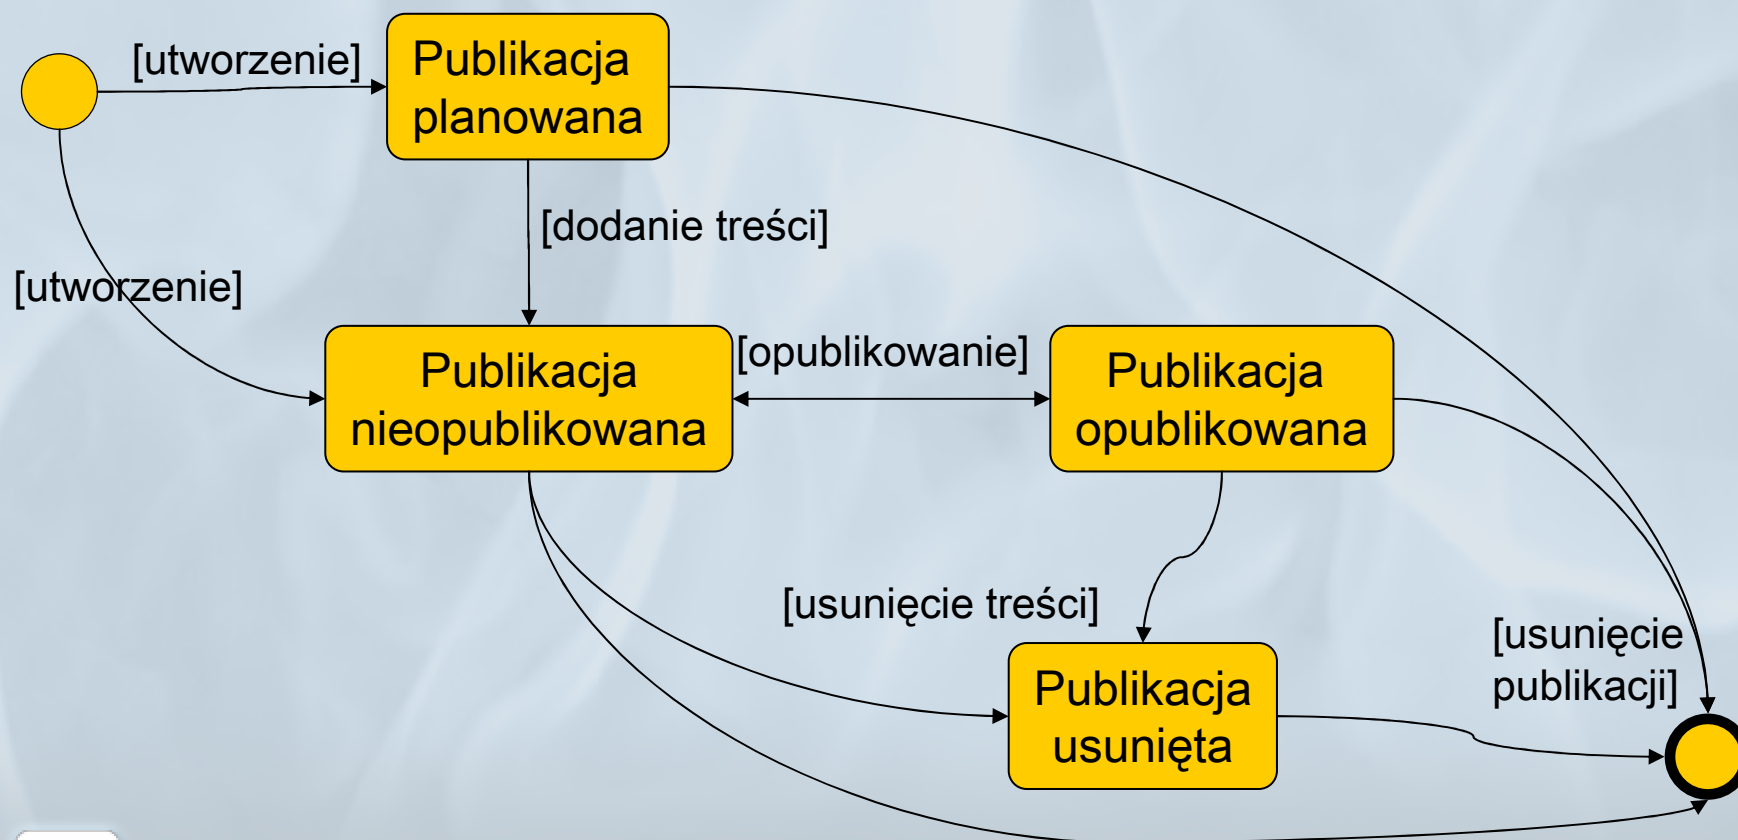 [utworzenie]
Publikacja
planowana
[dodanie treści]
[utworzenie]
Publikacja
nieopublikowana
[opublikowanie]
Publikacja
opublikowana
[usunięcie treści]
[usunięcie
publikacji]
Publikacja
usunięta